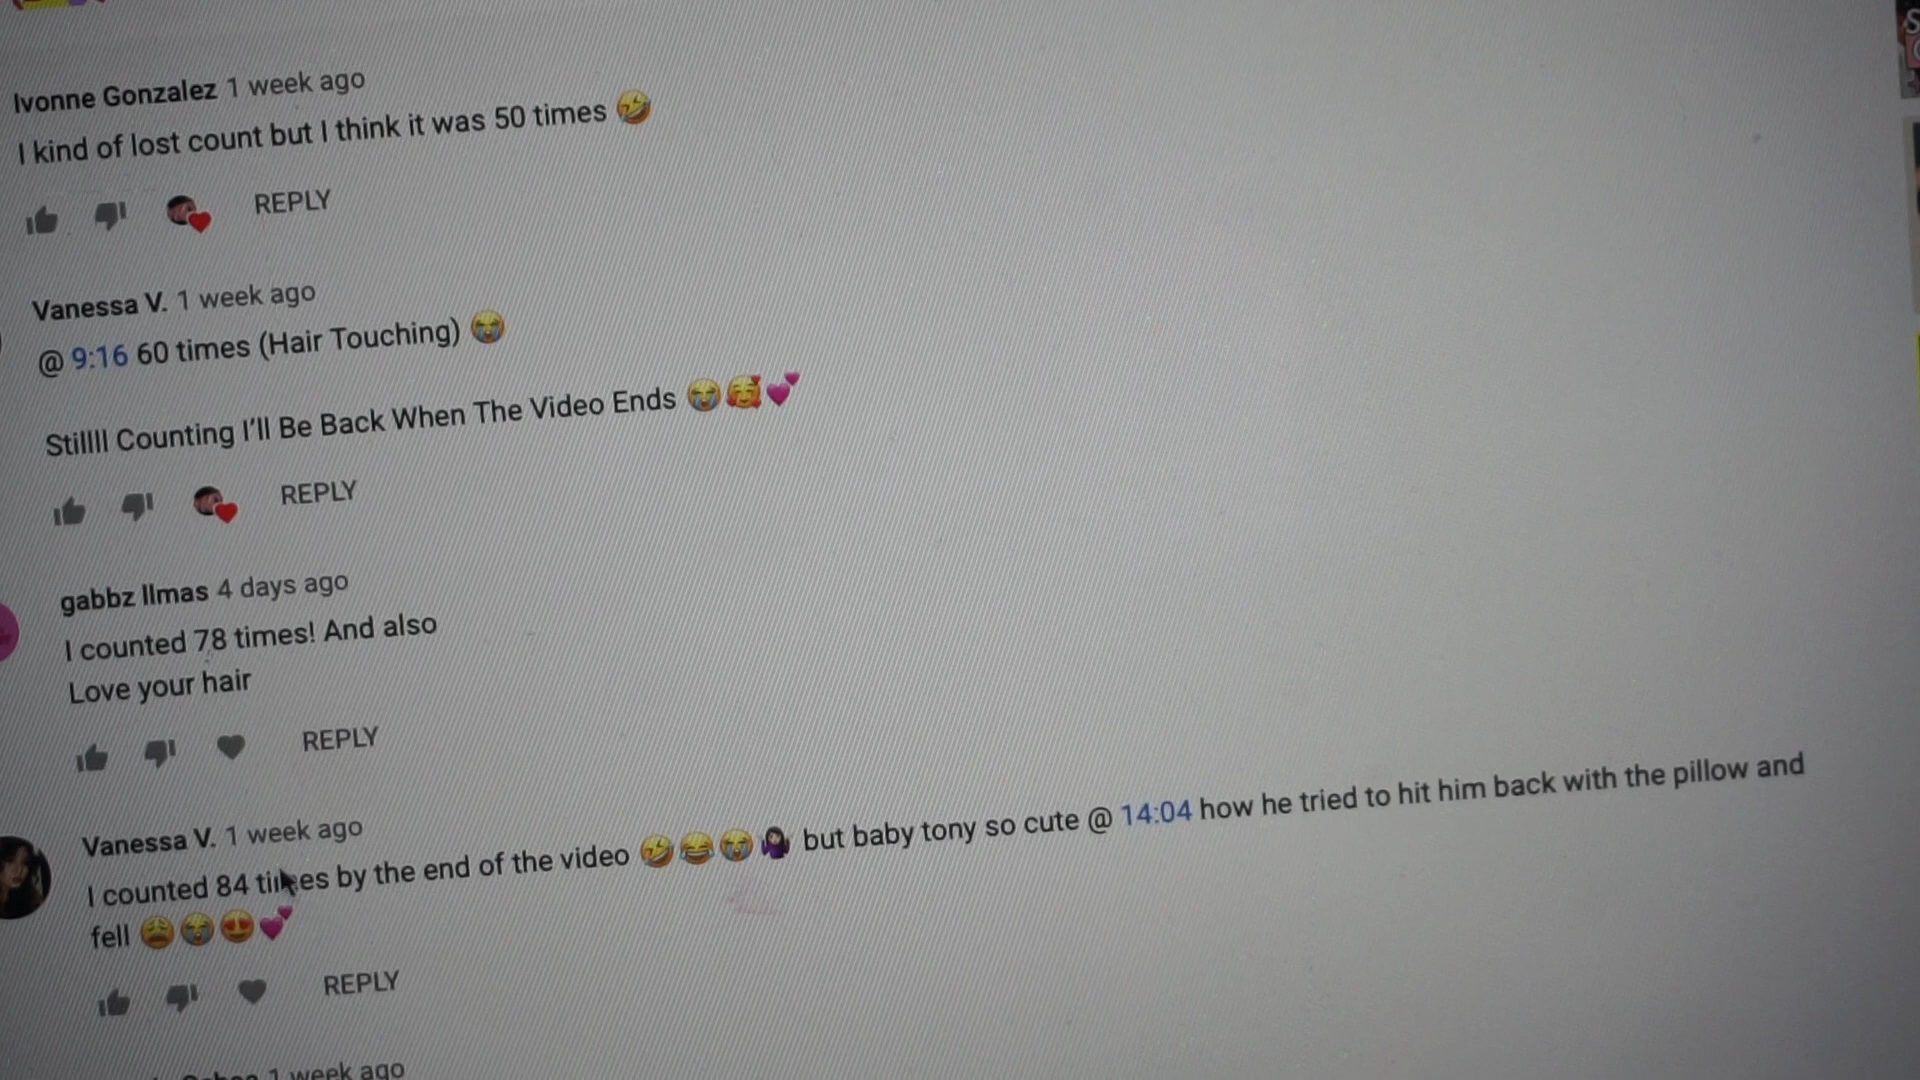 Ivonne Gonzalez 1 week ago
I kind of lost count but I think it was 50 times 🤣
REPLY
Vanessa V. 1 week ago
@ 9:16 60 times (Hair Touching) 😭
Stillll Counting I'll Be Back When The Video Ends 😭🥰💕
REPLY
gabbz llmas 4 days ago
I counted 78 times! And also
Love your hair
REPLY
Vanessa V. 1 week ago
I counted 84 times by the end of the video 🤣😂😭🤷🏻‍♀️ but baby tony so cute @ 14:04 how he tried to hit him back with the pillow and
fell 😩😭😍💕
REPLY
1 week ago